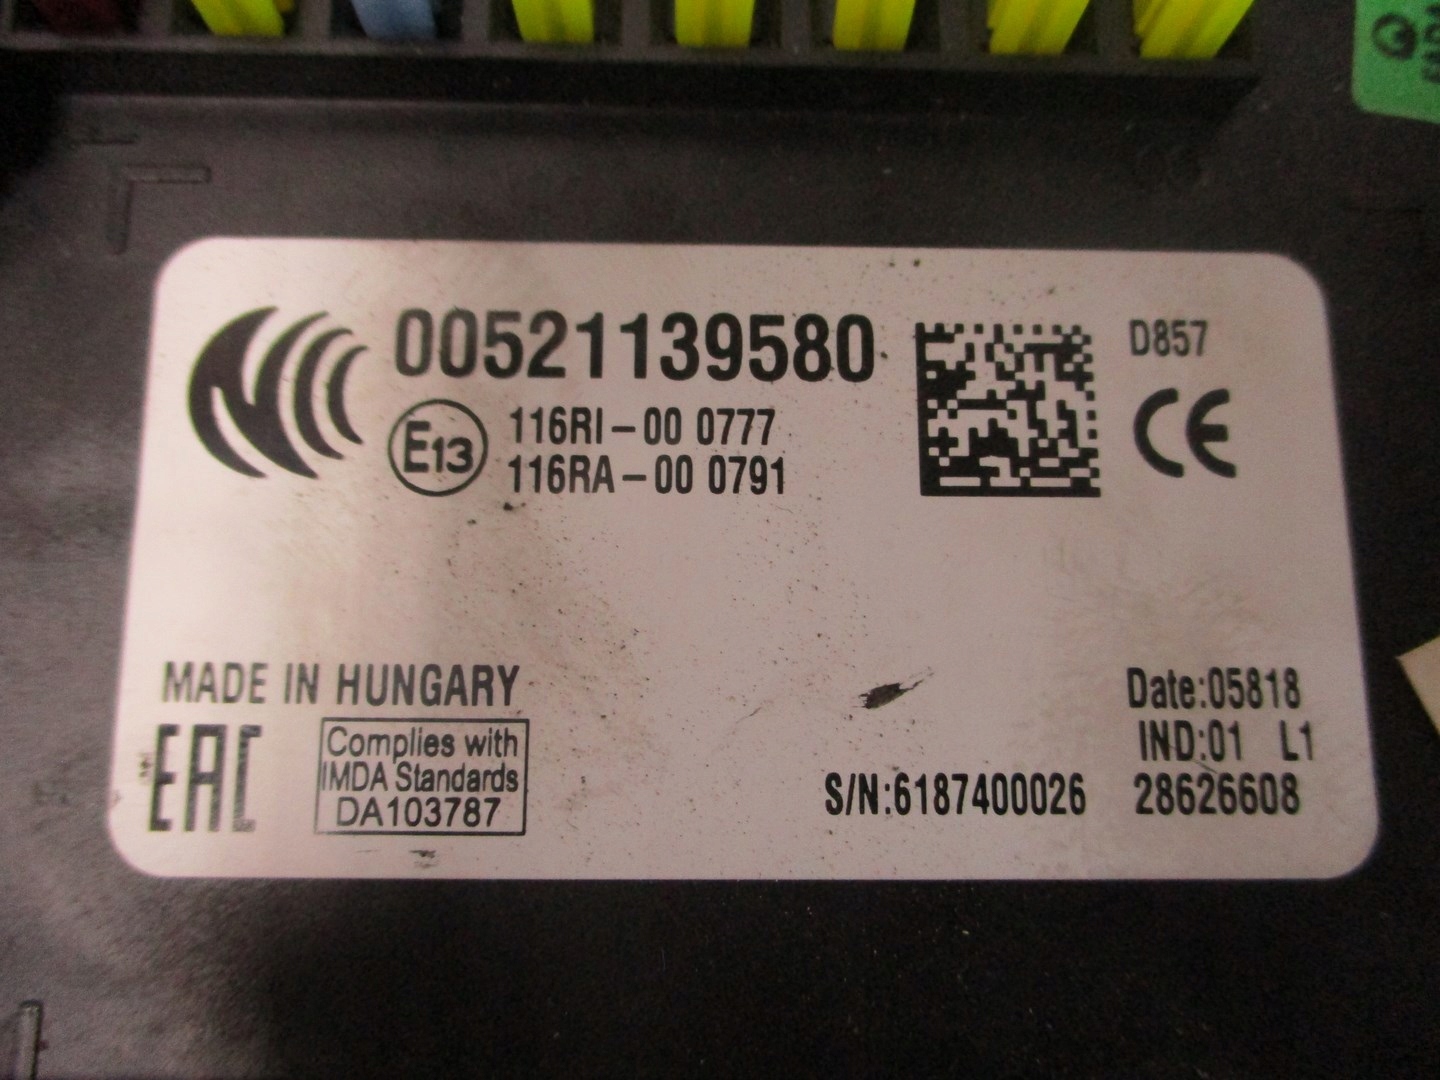 00521139580
D857
E13
116RI-00 0777
116RA-00 0791
CE
MADE IN HUNGARY
Date:05818
EAC
Complies with
IMDA Standards
DA103787
IND:01 L1
S/N:6187400026 28626608